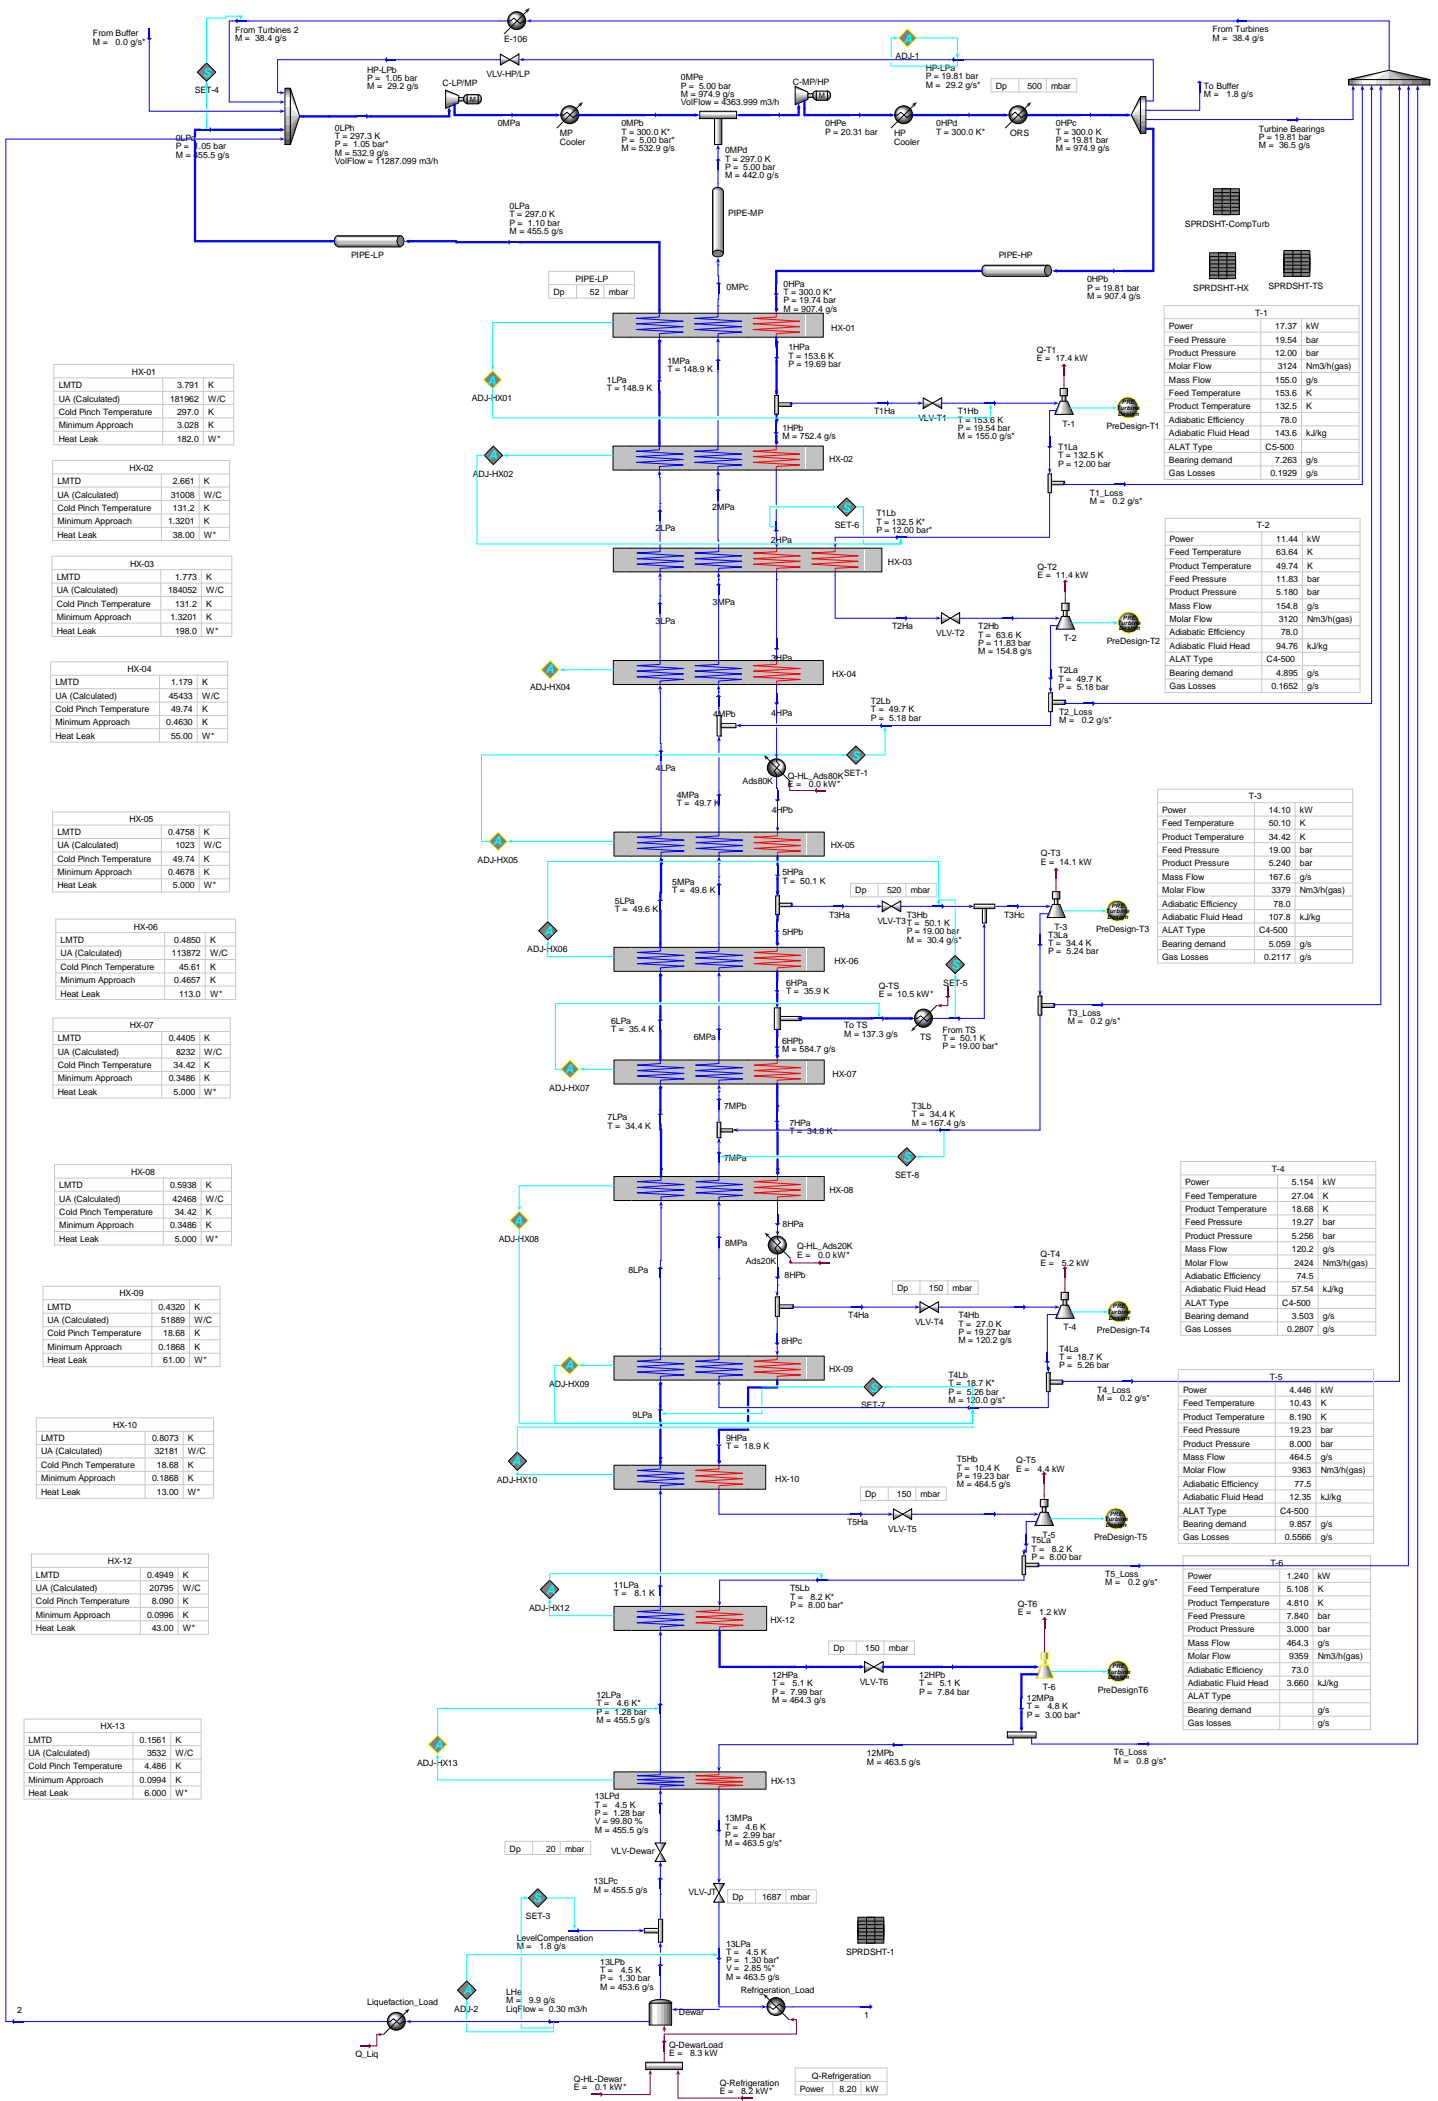 From Buffer
M = 0.0 g/s*
From Turbines 2
M = 38.4 g/s
E-106
From Turbines
M = 38.4 g/s
SET-4
HP-LPb
P = 1.05 bar
M = 29.2 g/s
VLV-HP/LP
ADJ-1
HP-LPa
P = 19.81 bar
M = 29.2 g/s*
C-LP/MP
0MPe
P = 5.00 bar
M = 974.9 g/s
VolFlow = 4363.999 m3/h
C-MP/HP
Dp 500 mbar
To Buffer
M = 1.8 g/s
0LPh
T = 297.3 K
P = 1.05 bar*
M = 532.9 g/s
VolFlow = 11287.099 m3/h
1.05 bar
M = 455.5 g/s
0MPa
MP
Cooler
0MPb
T = 300.0 K*
P = 5.00 bar*
M = 532.9 g/s
0HPe
P = 20.31 bar
HP
Cooler
0HPd
T = 300.0 K*
ORS
0HPc
T = 300.0 K
P = 19.81 bar
M = 974.9 g/s
Turbine Bearings
P = 19.81 bar
M = 36.5 g/s
0MPd
T = 297.0 K
P = 5.00 bar
M = 442.0 g/s
PIPE-MP
SPRDSHT-CompTurb
0LPa
T = 297.0 K
P = 1.10 bar
M = 455.5 g/s
PIPE-LP
PIPE-HP
0HPb
P = 19.81 bar
M = 907.4 g/s
SPRDSHT-HX
SPRDSHT-TS
PIPE-LP
Dp 52 mbar
0MPc
0HPa
T = 300.0 K*
P = 19.74 bar
M = 907.4 g/s
HX-01
T-1
Power 17.37 kW
Feed Pressure 19.54 bar
Product Pressure 12.00 bar
Molar Flow 3124 Nm3/h(gas)
Mass Flow 155.0 g/s
Feed Temperature 153.6 K
Product Temperature 132.5 K
Adiabatic Efficiency 78.0
Adiabatic Fluid Head 143.6 kJ/kg
ALAT Type C5-500
Bearing demand 7.263 g/s
Gas Losses 0.1929 g/s
HX-01
LMTD 3.791 K
UA (Calculated) 181962 W/C
Cold Pinch Temperature 297.0 K
Minimum Approach 3.028 K
Heat Leak 182.0 W*
ADJ-HX01
1LPa
T = 148.9 K
1MPa
T = 148.9 K
1HPa
T = 153.6 K
P = 19.69 bar
Q-T1
E = 17.4 kW
T1Ha
VLV-T1
T1Hb
T = 153.6 K
P = 19.54 bar
M = 155.0 g/s*
T-1
PreDesign-T1
1HPb
M = 752.4 g/s
HX-02
ADJ-HX02
T1La
T = 132.5 K
P = 12.00 bar
T1_Loss
M = 0.2 g/s*
HX-02
LMTD 2.661 K
UA (Calculated) 31008 W/C
Cold Pinch Temperature 131.2 K
Minimum Approach 1.3201 K
Heat Leak 38.00 W*
2LPa
2MPa
2HPa
SET-6
T1Lb
T = 132.5 K*
P = 12.00 bar*
HX-03
HX-03
LMTD 1.773 K
UA (Calculated) 184052 W/C
Cold Pinch Temperature 131.2 K
Minimum Approach 1.3201 K
Heat Leak 198.0 W*
3LPa
3MPa
3HPa
T2Ha
VLV-T2
T2Hb
T = 63.6 K
P = 11.83 bar
M = 154.8 g/s
Q-T2
E = 11.4 kW
T-2
PreDesign-T2
T-2
Power 11.44 kW
Feed Temperature 63.64 K
Product Temperature 49.74 K
Feed Pressure 11.83 bar
Product Pressure 5.180 bar
Mass Flow 154.8 g/s
Molar Flow 3120 Nm3/h(gas)
Adiabatic Efficiency 78.0
Adiabatic Fluid Head 94.76 kJ/kg
ALAT Type C4-500
Bearing demand 4.895 g/s
Gas Losses 0.1652 g/s
HX-04
LMTD 1.179 K
UA (Calculated) 45433 W/C
Cold Pinch Temperature 49.74 K
Minimum Approach 0.4630 K
Heat Leak 55.00 W*
ADJ-HX04
HX-04
T2La
T = 49.7 K
P = 5.18 bar
T2_Loss
M = 0.2 g/s*
4MPb
4HPa
T2Lb
T = 49.7 K
P = 5.18 bar
SET-1
4LPa
Ads80K
Q-HL_Ads80K
E = 0.0 kW*
4MPa
T = 49.7 K
4HPb
HX-05
LMTD 0.4758 K
UA (Calculated) 1023 W/C
Cold Pinch Temperature 49.74 K
Minimum Approach 0.4678 K
Heat Leak 5.000 W*
ADJ-HX05
HX-05
T-3
Power 14.10 kW
Feed Temperature 50.10 K
Product Temperature 34.42 K
Feed Pressure 19.00 bar
Product Pressure 5.240 bar
Mass Flow 167.6 g/s
Molar Flow 3379 Nm3/h(gas)
Adiabatic Efficiency 78.0
Adiabatic Fluid Head 107.8 kJ/kg
ALAT Type C4-500
Bearing demand 5.059 g/s
Gas Losses 0.2117 g/s
5LPa
T = 49.6 K
5MPa
T = 49.6 K
5HPa
T = 50.1 K
Dp 520 mbar
T3Ha
VLV-T3
T3Hb
T = 50.1 K
P = 19.00 bar
M = 30.4 g/s*
T3Hc
Q-T3
E = 14.1 kW
T-3
PreDesign-T3
5HPb
ADJ-HX06
HX-06
SET-5
T3La
T = 34.4 K
P = 5.24 bar
HX-06
LMTD 0.4850 K
UA (Calculated) 113872 W/C
Cold Pinch Temperature 45.61 K
Minimum Approach 0.4657 K
Heat Leak 113.0 W*
6HPa
T = 35.9 K
Q-TS
E = 10.5 kW*
6LPa
T = 35.4 K
6MPa
To TS
M = 137.3 g/s
TS
From TS
T = 50.1 K
P = 19.00 bar*
T3_Loss
M = 0.2 g/s*
6HPb
M = 584.7 g/s
HX-07
LMTD 0.4405 K
UA (Calculated) 8232 W/C
Cold Pinch Temperature 34.42 K
Minimum Approach 0.3486 K
Heat Leak 5.000 W*
ADJ-HX07
HX-07
7LPa
T = 34.4 K
7MPb
7HPa
T = 34.8 K
T3Lb
T = 34.4 K
M = 167.4 g/s
7MPa
SET-8
HX-08
HX-08
LMTD 0.5938 K
UA (Calculated) 42468 W/C
Cold Pinch Temperature 34.42 K
Minimum Approach 0.3486 K
Heat Leak 5.000 W*
ADJ-HX08
8LPa
8MPa
8HPa
Ads20K
Q-HL_Ads20K
E = 0.0 kW*
8HPb
T-4
Power 5.154 kW
Feed Temperature 27.04 K
Product Temperature 18.68 K
Feed Pressure 19.27 bar
Product Pressure 5.256 bar
Mass Flow 120.2 g/s
Molar Flow 2424 Nm3/h(gas)
Adiabatic Efficiency 74.5
Adiabatic Fluid Head 57.54 kJ/kg
ALAT Type C4-500
Bearing demand 3.503 g/s
Gas Losses 0.2807 g/s
Dp 150 mbar
T4Ha
VLV-T4
T4Hb
T = 27.0 K
P = 19.27 bar
M = 120.2 g/s
Q-T4
E = 5.2 kW
T-4
PreDesign-T4
8HPc
HX-09
LMTD 0.4320 K
UA (Calculated) 51889 W/C
Cold Pinch Temperature 18.68 K
Minimum Approach 0.1868 K
Heat Leak 61.00 W*
ADJ-HX09
HX-09
T4La
T = 18.7 K
P = 5.26 bar
T4Lb
T = 18.7 K*
P = 5.26 bar
M = 120.0 g/s*
SET-7
T4_Loss
M = 0.2 g/s*
9LPa
9HPa
T = 18.9 K
HX-10
LMTD 0.8073 K
UA (Calculated) 32181 W/C
Cold Pinch Temperature 18.68 K
Minimum Approach 0.1868 K
Heat Leak 13.00 W*
ADJ-HX10
HX-10
T-5
Power 4.446 kW
Feed Temperature 10.43 K
Product Temperature 8.190 K
Feed Pressure 19.23 bar
Product Pressure 8.000 bar
Mass Flow 464.5 g/s
Molar Flow 9363 Nm3/h(gas)
Adiabatic Efficiency 77.5
Adiabatic Fluid Head 12.35 kJ/kg
ALAT Type C4-500
Bearing demand 9.857 g/s
Gas Losses 0.5566 g/s
T5Ha
Dp 150 mbar
VLV-T5
T5Hb
T = 10.4 K
P = 19.23 bar
M = 464.5 g/s
Q-T5
E = 4.4 kW
T-5
PreDesign-T5
T5La
T = 8.2 K
P = 8.00 bar
T5_Loss
M = 0.2 g/s*
HX-12
LMTD 0.4949 K
UA (Calculated) 20795 W/C
Cold Pinch Temperature 8.090 K
Minimum Approach 0.0996 K
Heat Leak 43.00 W*
ADJ-HX12
11LPa
T = 8.1 K
T5Lb
T = 8.2 K*
P = 8.00 bar*
HX-12
T-6
Power 1.240 kW
Feed Temperature 5.108 K
Product Temperature 4.810 K
Feed Pressure 7.840 bar
Product Pressure 3.000 bar
Mass Flow 464.3 g/s
Molar Flow 9359 Nm3/h(gas)
Adiabatic Efficiency 73.0
Adiabatic Fluid Head 3.660 kJ/kg
ALAT Type
Bearing demand g/s
Gas losses g/s
Q-T6
E = 1.2 kW
Dp 150 mbar
12HPa
T = 5.1 K
P = 7.99 bar
M = 464.3 g/s
VLV-T6
12HPb
T = 5.1 K
P = 7.84 bar
T-6
PreDesignT6
12LPa
T = 4.6 K*
P = 1.28 bar
M = 455.5 g/s
12MPa
T = 4.8 K
P = 3.00 bar*
12MPb
M = 463.5 g/s
T6_Loss
M = 0.8 g/s*
HX-13
LMTD 0.1561 K
UA (Calculated) 3532 W/C
Cold Pinch Temperature 4.486 K
Minimum Approach 0.0994 K
Heat Leak 6.000 W*
ADJ-HX13
HX-13
13LPd
T = 4.5 K
P = 1.28 bar
V = 99.80 %
M = 455.5 g/s
13MPa
T = 4.6 K
P = 2.99 bar
M = 463.5 g/s*
Dp 20 mbar
VLV-Dewar
13LPc
M = 455.5 g/s
VLV-JT
Dp 1687 mbar
SET-3
LevelCompensation
M = 1.8 g/s
13LPb
T = 4.5 K
P = 1.30 bar
M = 453.6 g/s
13LPa
T = 4.5 K
P = 1.30 bar*
V = 2.85 %*
M = 463.5 g/s
SPRDSHT-1
ADJ-2
LHe
M = 9.9 g/s
LiqFlow = 0.30 m3/h
Liquefaction_Load
Dewar
Refrigeration_Load
2
1
Q_Liq
Q-DewarLoad
E = 8.3 kW
Q-HL-Dewar
E = 0.1 kW*
Q-Refrigeration
E = 8.2 kW*
Q-Refrigeration
Power 8.20 kW